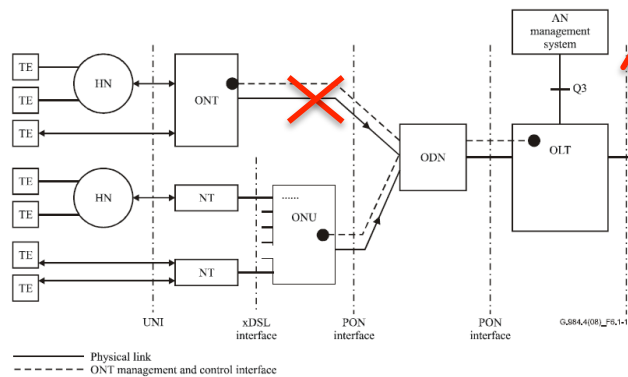 AN
management
system
TE
HN
TE
TE
ONT
Q3
ODN
OLT
TE
HN
TE
NT
......
ONU
TE
TE
NT
UNI
xDSL
interface
PON
interface
PON
interface
G.984.4(08)_F6.1-1
Physical link
ONT management and control interface